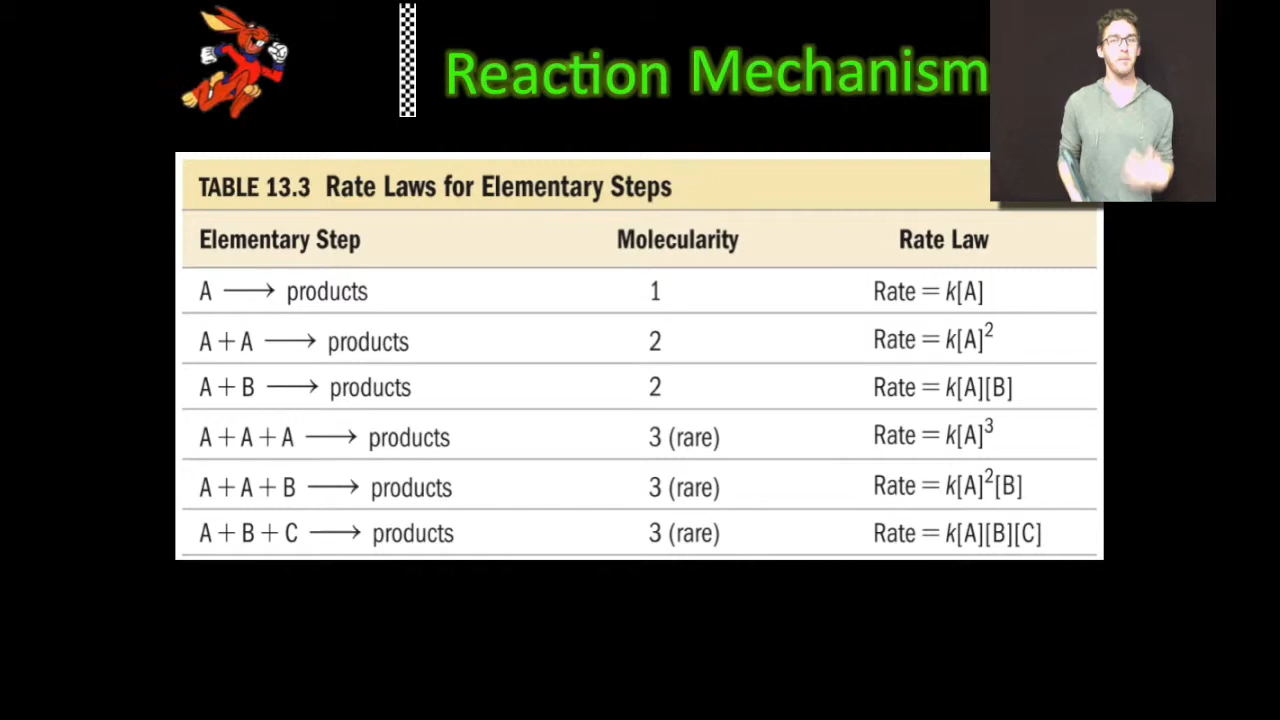 Reaction Mechanism
TABLE 13.3 Rate Laws for Elementary Steps
Elementary Step Molecularity Rate Law
A ⟶ products 1 Rate = k[A]
A + A ⟶ products 2 Rate = k[A]²
A + B ⟶ products 2 Rate = k[A][B]
A + A + A ⟶ products 3 (rare) Rate = k[A]³
A + A + B ⟶ products 3 (rare) Rate = k[A]²[B]
A + B + C ⟶ products 3 (rare) Rate = k[A][B][C]